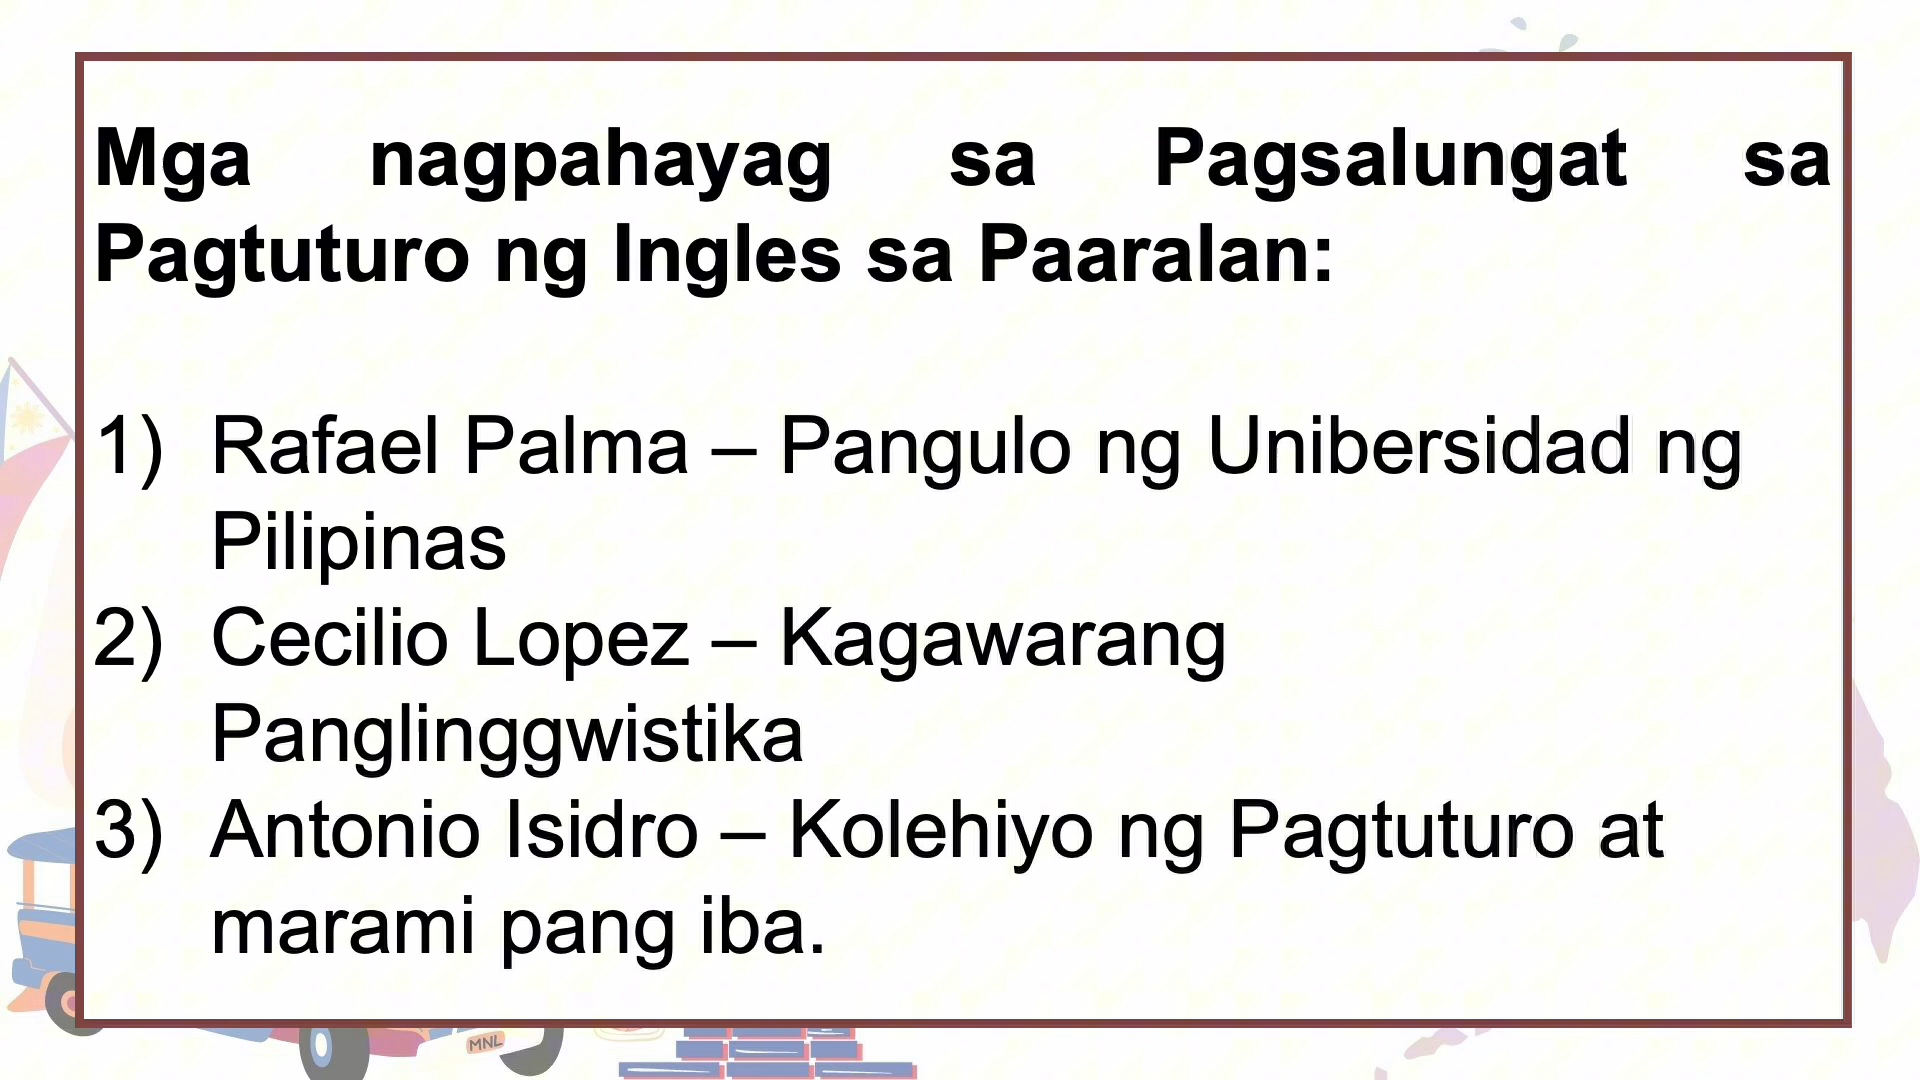 Mga nagpahayag sa Pagsalungat sa
Pagtuturo ng Ingles sa Paaralan:
1) Rafael Palma – Pangulo ng Unibersidad ng
Pilipinas
2) Cecilio Lopez – Kagawarang
Panglinggwistika
3) Antonio Isidro – Kolehiyo ng Pagtuturo at
marami pang iba.
MNL